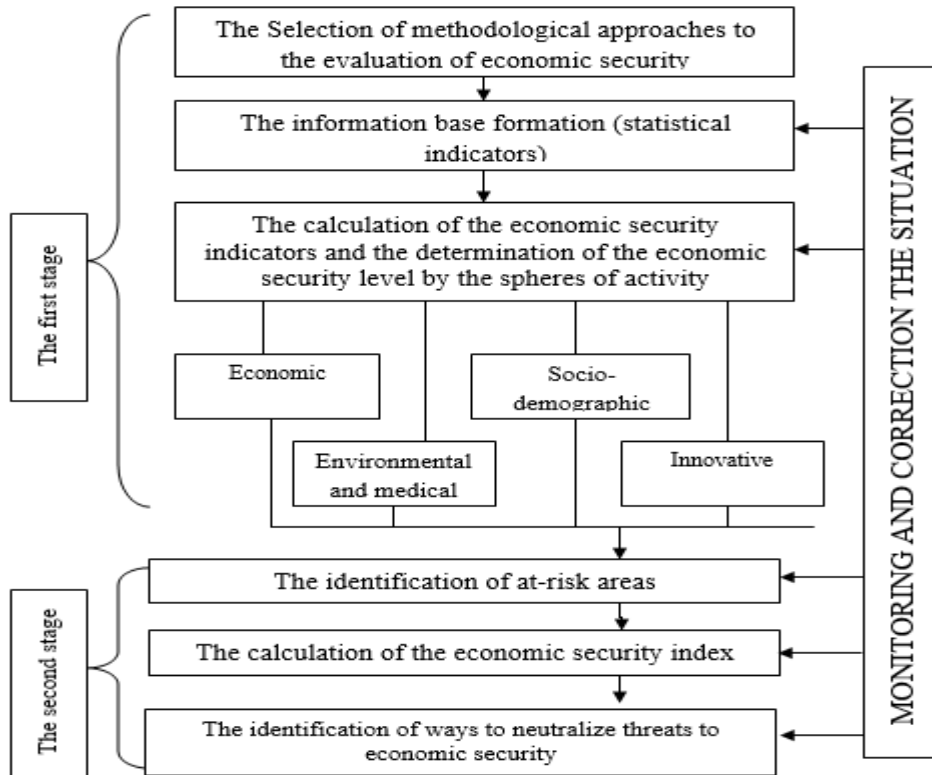 The Selection of methodological approaches to
the evaluation of economic security
The information base formation (statistical
indicators)
The calculation of the economic security
indicators and the determination of the economic
security level by the spheres of activity
The first stage
Economic
Socio-
demographic
Environmental
and medical
Innovative
The identification of at-risk areas
The calculation of the economic security index
The identification of ways to neutralize threats to
economic security
The second stage
MONITORING AND CORRECTION THE SITUATION